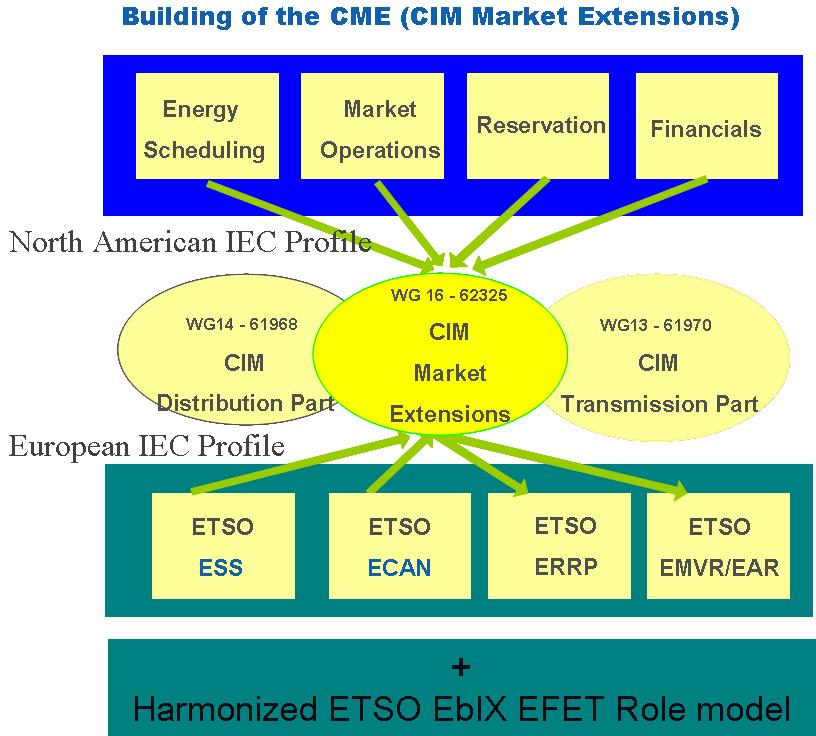 Building of the CME (CIM Market Extensions)
Energy
Scheduling
Market
Operations
Reservation
Financials
North American IEC Profile
WG14 - 61968
CIM
Distribution Part
WG 16 - 62325
CIM
Market
Extensions
WG13 - 61970
CIM
Transmission Part
European IEC Profile
ETSO
ESS
ETSO
ECAN
ETSO
ERRP
ETSO
EMVR/EAR
+
Harmonized ETSO EbIX EFET Role model